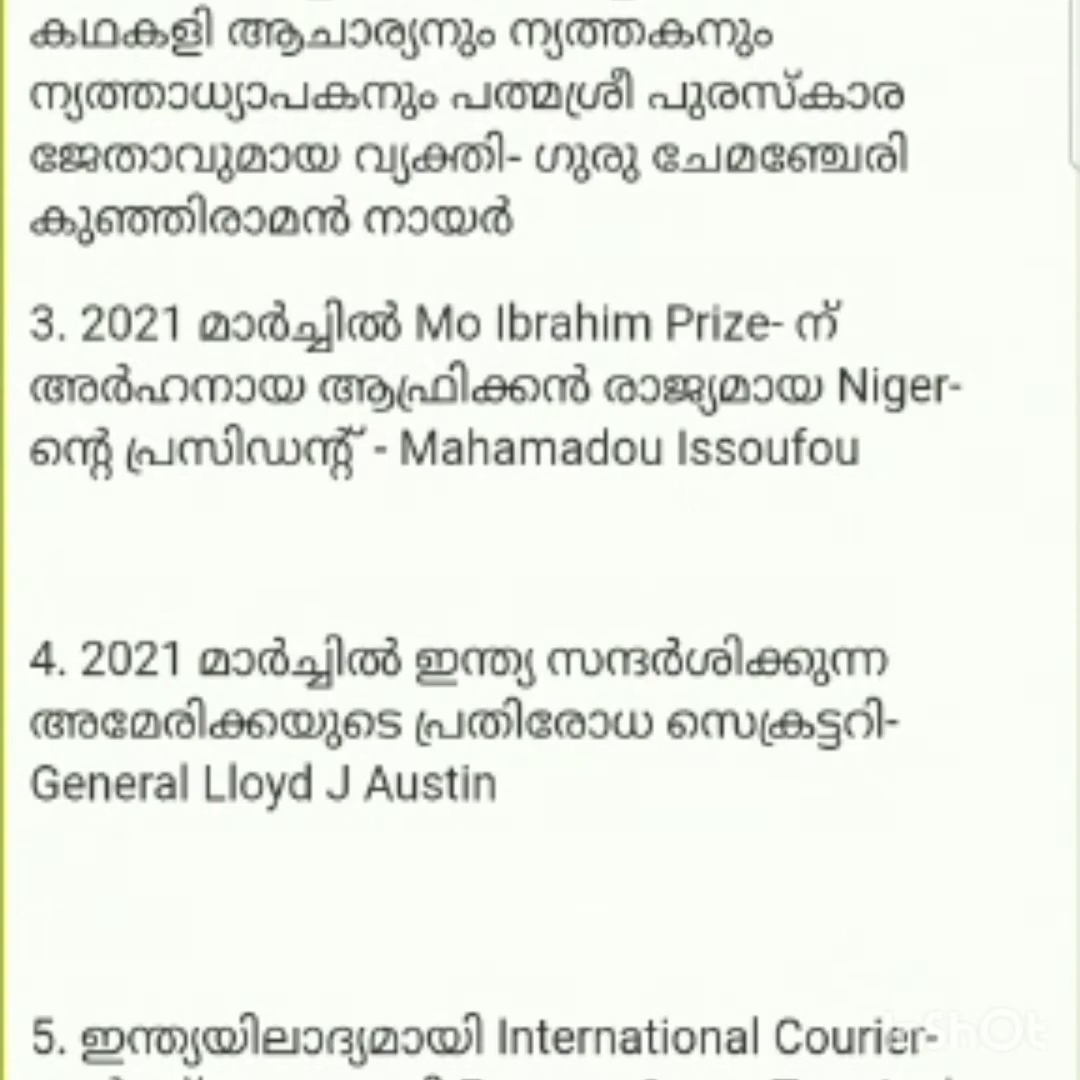 കഥകളി ആചാര്യനും നൃത്തകനും
നൃത്താധ്യാപകനും പത്മശ്രീ പുരസ്കാര
ജേതാവുമായ വ്യക്തി- ഗുരു ചേമഞ്ചേരി
കുഞ്ഞിരാമൻ നായർ
3. 2021 മാർച്ചിൽ Mo Ibrahim Prize- ന്
അർഹനായ ആഫ്രിക്കൻ രാജ്യമായ Niger-
ന്റെ പ്രസിഡന്റ് - Mahamadou Issoufou
4. 2021 മാർച്ചിൽ ഇന്ത്യ സന്ദർശിക്കുന്ന
അമേരിക്കയുടെ പ്രതിരോധ സെക്രട്ടറി-
General Lloyd J Austin
5. ഇന്ത്യയിലാദ്യമായി International Courier-